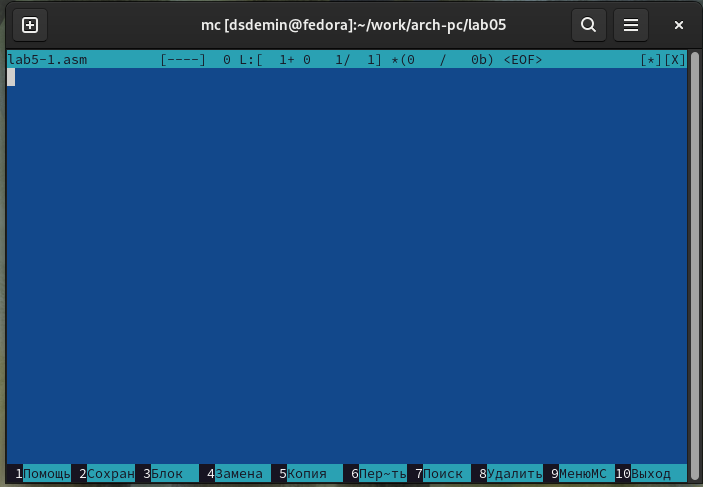 mc [dsdemin@fedora]:~/work/arch-pc/lab05
lab5-1.asm [----] 0 L:[ 1+ 0 1/ 1] *(0 / 0b) <EOF> [*][X]
1Помощь 2Сохран 3Блок 4Замена 5Копия 6Пер~ть 7Поиск 8Удалить 9МенюМС 10Выход